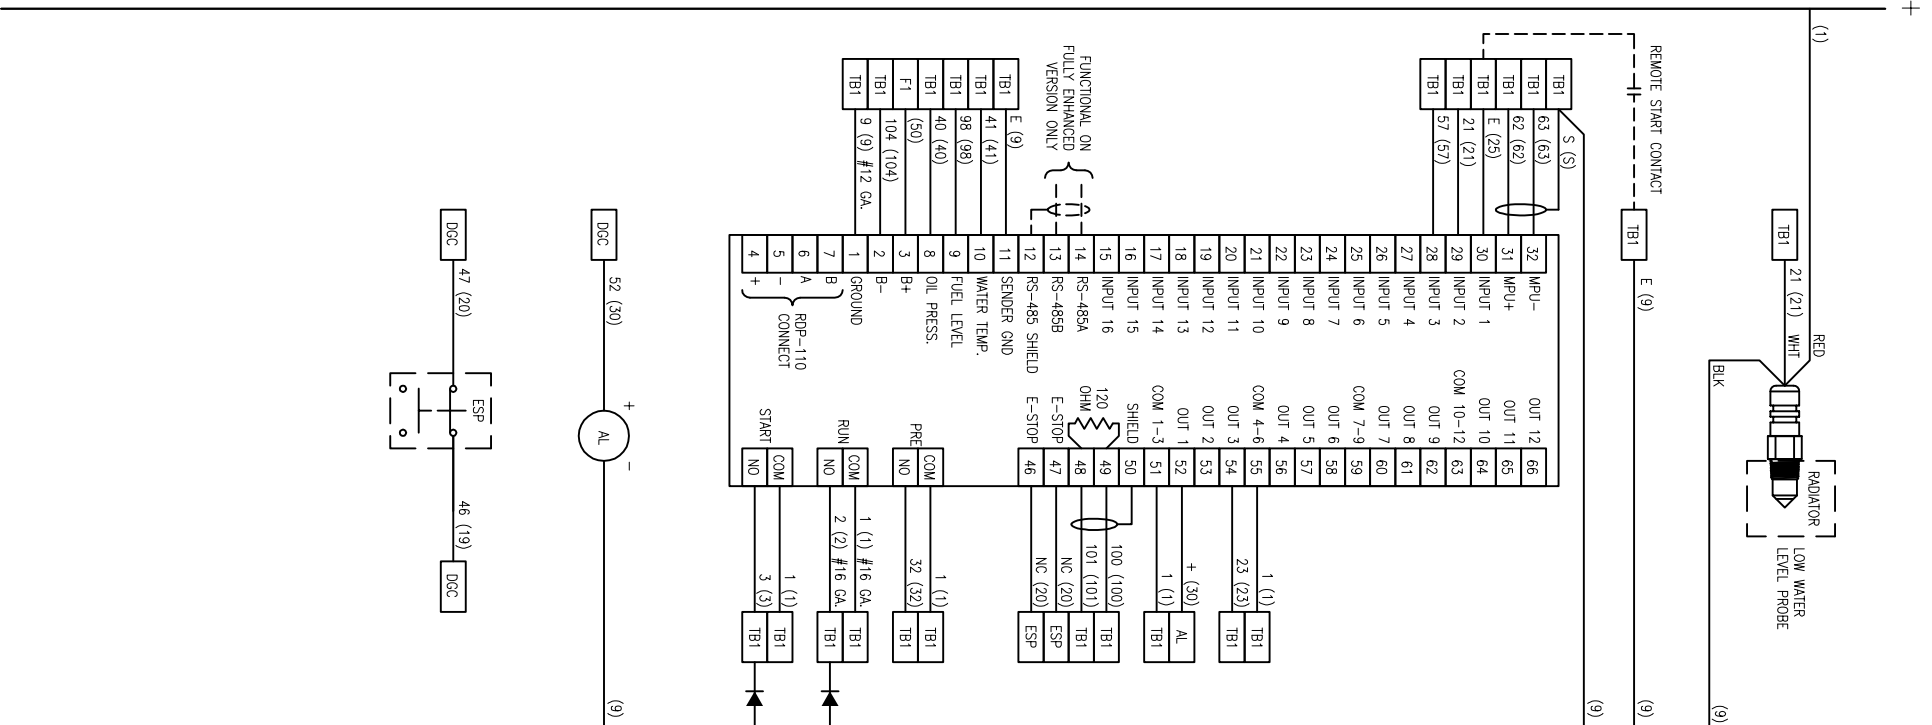 +
(1)
REMOTE START CONTACT
FUNCTIONAL ON
FULLY ENHANCED
VERSION ONLY
TB1
TB1
F1
TB1
TB1
TB1
TB1
9 (9) #12 GA.
104 (104)
(50)
40 (40)
98 (98)
41 (41)
E (9)
TB1
TB1
TB1
TB1
TB1
TB1
57 (57)
21 (21)
E (25)
62 (62)
63 (63)
S (S)
TB1
E (9)
TB1
21 (21)
WHT
RED
BLK
RADIATOR
LOW WATER
LEVEL PROBE
DGC
47 (20)
ESP
46 (19)
DGC
DGC
52 (30)
+
AL
-
(9)
4 +
5 -
6 A
7 B
RDP-110
CONNECT
1 GROUND
2 B-
3 B+
8 OIL PRESS.
9 FUEL LEVEL
10 WATER TEMP.
11 SENDER GND
12 RS-485 SHIELD
13 RS-485B
14 RS-485A
15 INPUT 16
16 INPUT 15
17 INPUT 14
18 INPUT 13
19 INPUT 12
20 INPUT 11
21 INPUT 10
22 INPUT 9
23 INPUT 8
24 INPUT 7
25 INPUT 6
26 INPUT 5
27 INPUT 4
28 INPUT 3
29 INPUT 2
30 INPUT 1
31 MPU+
32 MPU-
START
NO
COM
RUN
NO
COM
PRE
NO
COM
E-STOP 46
E-STOP 47
120
OHM
48
49
SHIELD 50
COM 1-3 51
OUT 1 52
OUT 2 53
OUT 3 54
COM 4-6 55
OUT 4 56
OUT 5 57
OUT 6 58
COM 7-9 59
OUT 7 60
OUT 8 61
OUT 9 62
COM 10-12 63
OUT 10 64
OUT 11 65
OUT 12 66
3 (3)
1 (1)
2 (2) #16 GA.
1 (1) #16 GA.
32 (32)
1 (1)
NC (20)
NC (20)
101 (101)
100 (100)
1 (1)
+ (30)
23 (23)
1 (1)
TB1
TB1
TB1
TB1
TB1
TB1
ESP
ESP
TB1
TB1
TB1
AL
TB1
TB1
(9)
(9)
(9)